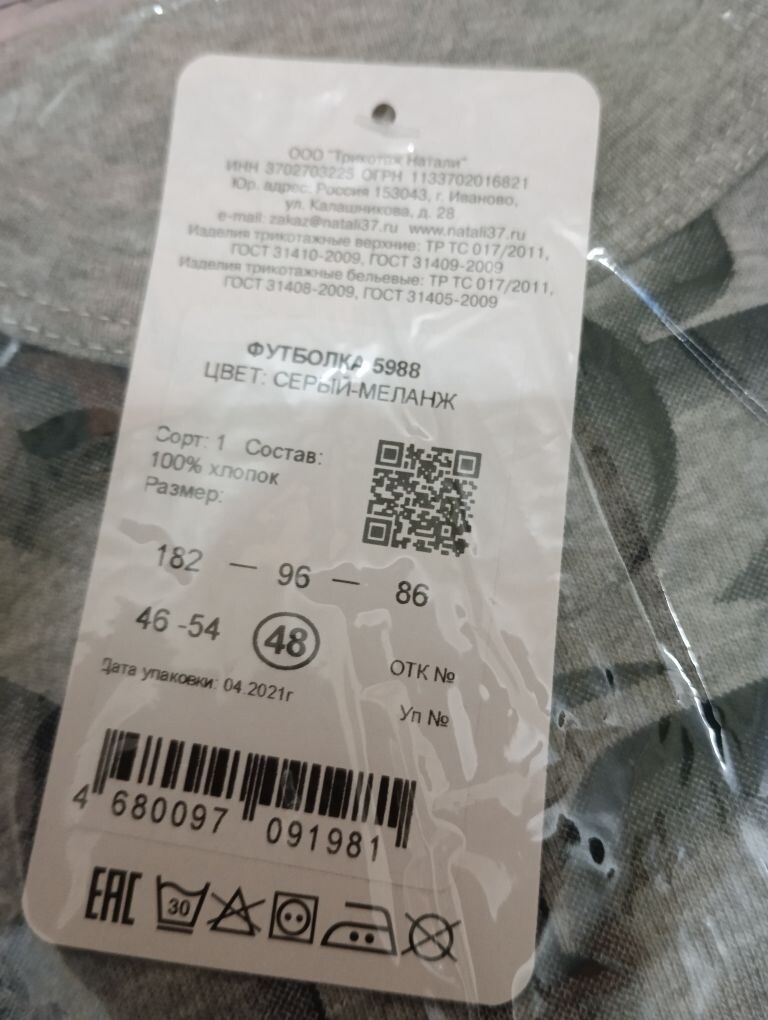 ООО "Трикотаж Натали"
ИНН 3702703225 ОГРН 1133702016821
Юр. адрес: Россия 153043, г. Иваново,
ул. Калашникова, д. 28
e-mail: zakaz@natali37.ru www.natali37.ru
Изделия трикотажные верхние: ТР ТС 017/2011,
ГОСТ 31410-2009, ГОСТ 31409-2009
Изделия трикотажные бельевые: ТР ТС 017/2011,
ГОСТ 31408-2009, ГОСТ 31405-2009
ФУТБОЛКА 5988
ЦВЕТ: СЕРЫЙ-МЕЛАНЖ
Сорт: 1 Состав:
100% хлопок
Размер:
182 — 96 — 86
46 -54 48
ОТК №
Дата упаковки: 04.2021г
Уп №
4 680097 091981
EAC 30